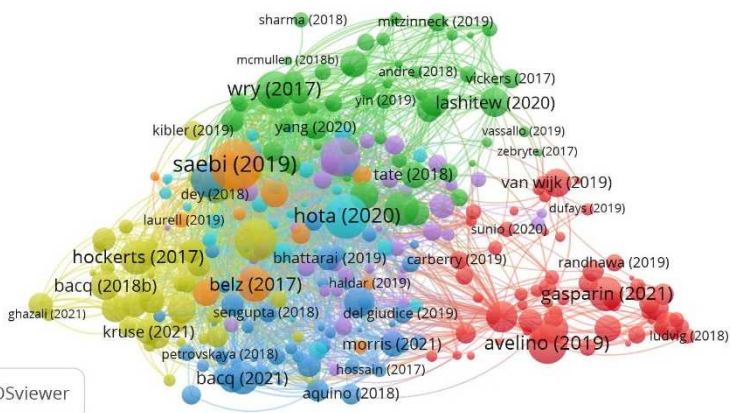 sharma (2018)
mitzinneck (2019)
mcmullen (2018b)
andre (2018)
vickers (2017)
wry (2017)
yin (2019)
lashitew (2020)
kibler (2019)
yang (2020)
vassallo (2019)
zebryte (2017)
saebi (2019)
tate (2018)
van wijk (2019)
dey (2018)
laurell (2019)
hota (2020)
dufays (2019)
sunio (2020)
hockerts (2017)
bhattarai (2019)
carberry (2019)
randhawa (2019)
bacq (2018b)
belz (2017)
haldar (2019)
gasparin (2021)
ghazali (2021)
sengupta (2018)
del giudice (2019)
kruse (2021)
morris (2021)
avelino (2019)
ludvig (2018)
petrovskaya (2018)
hossain (2017)
bacq (2021)
aquino (2018)
OSviewer